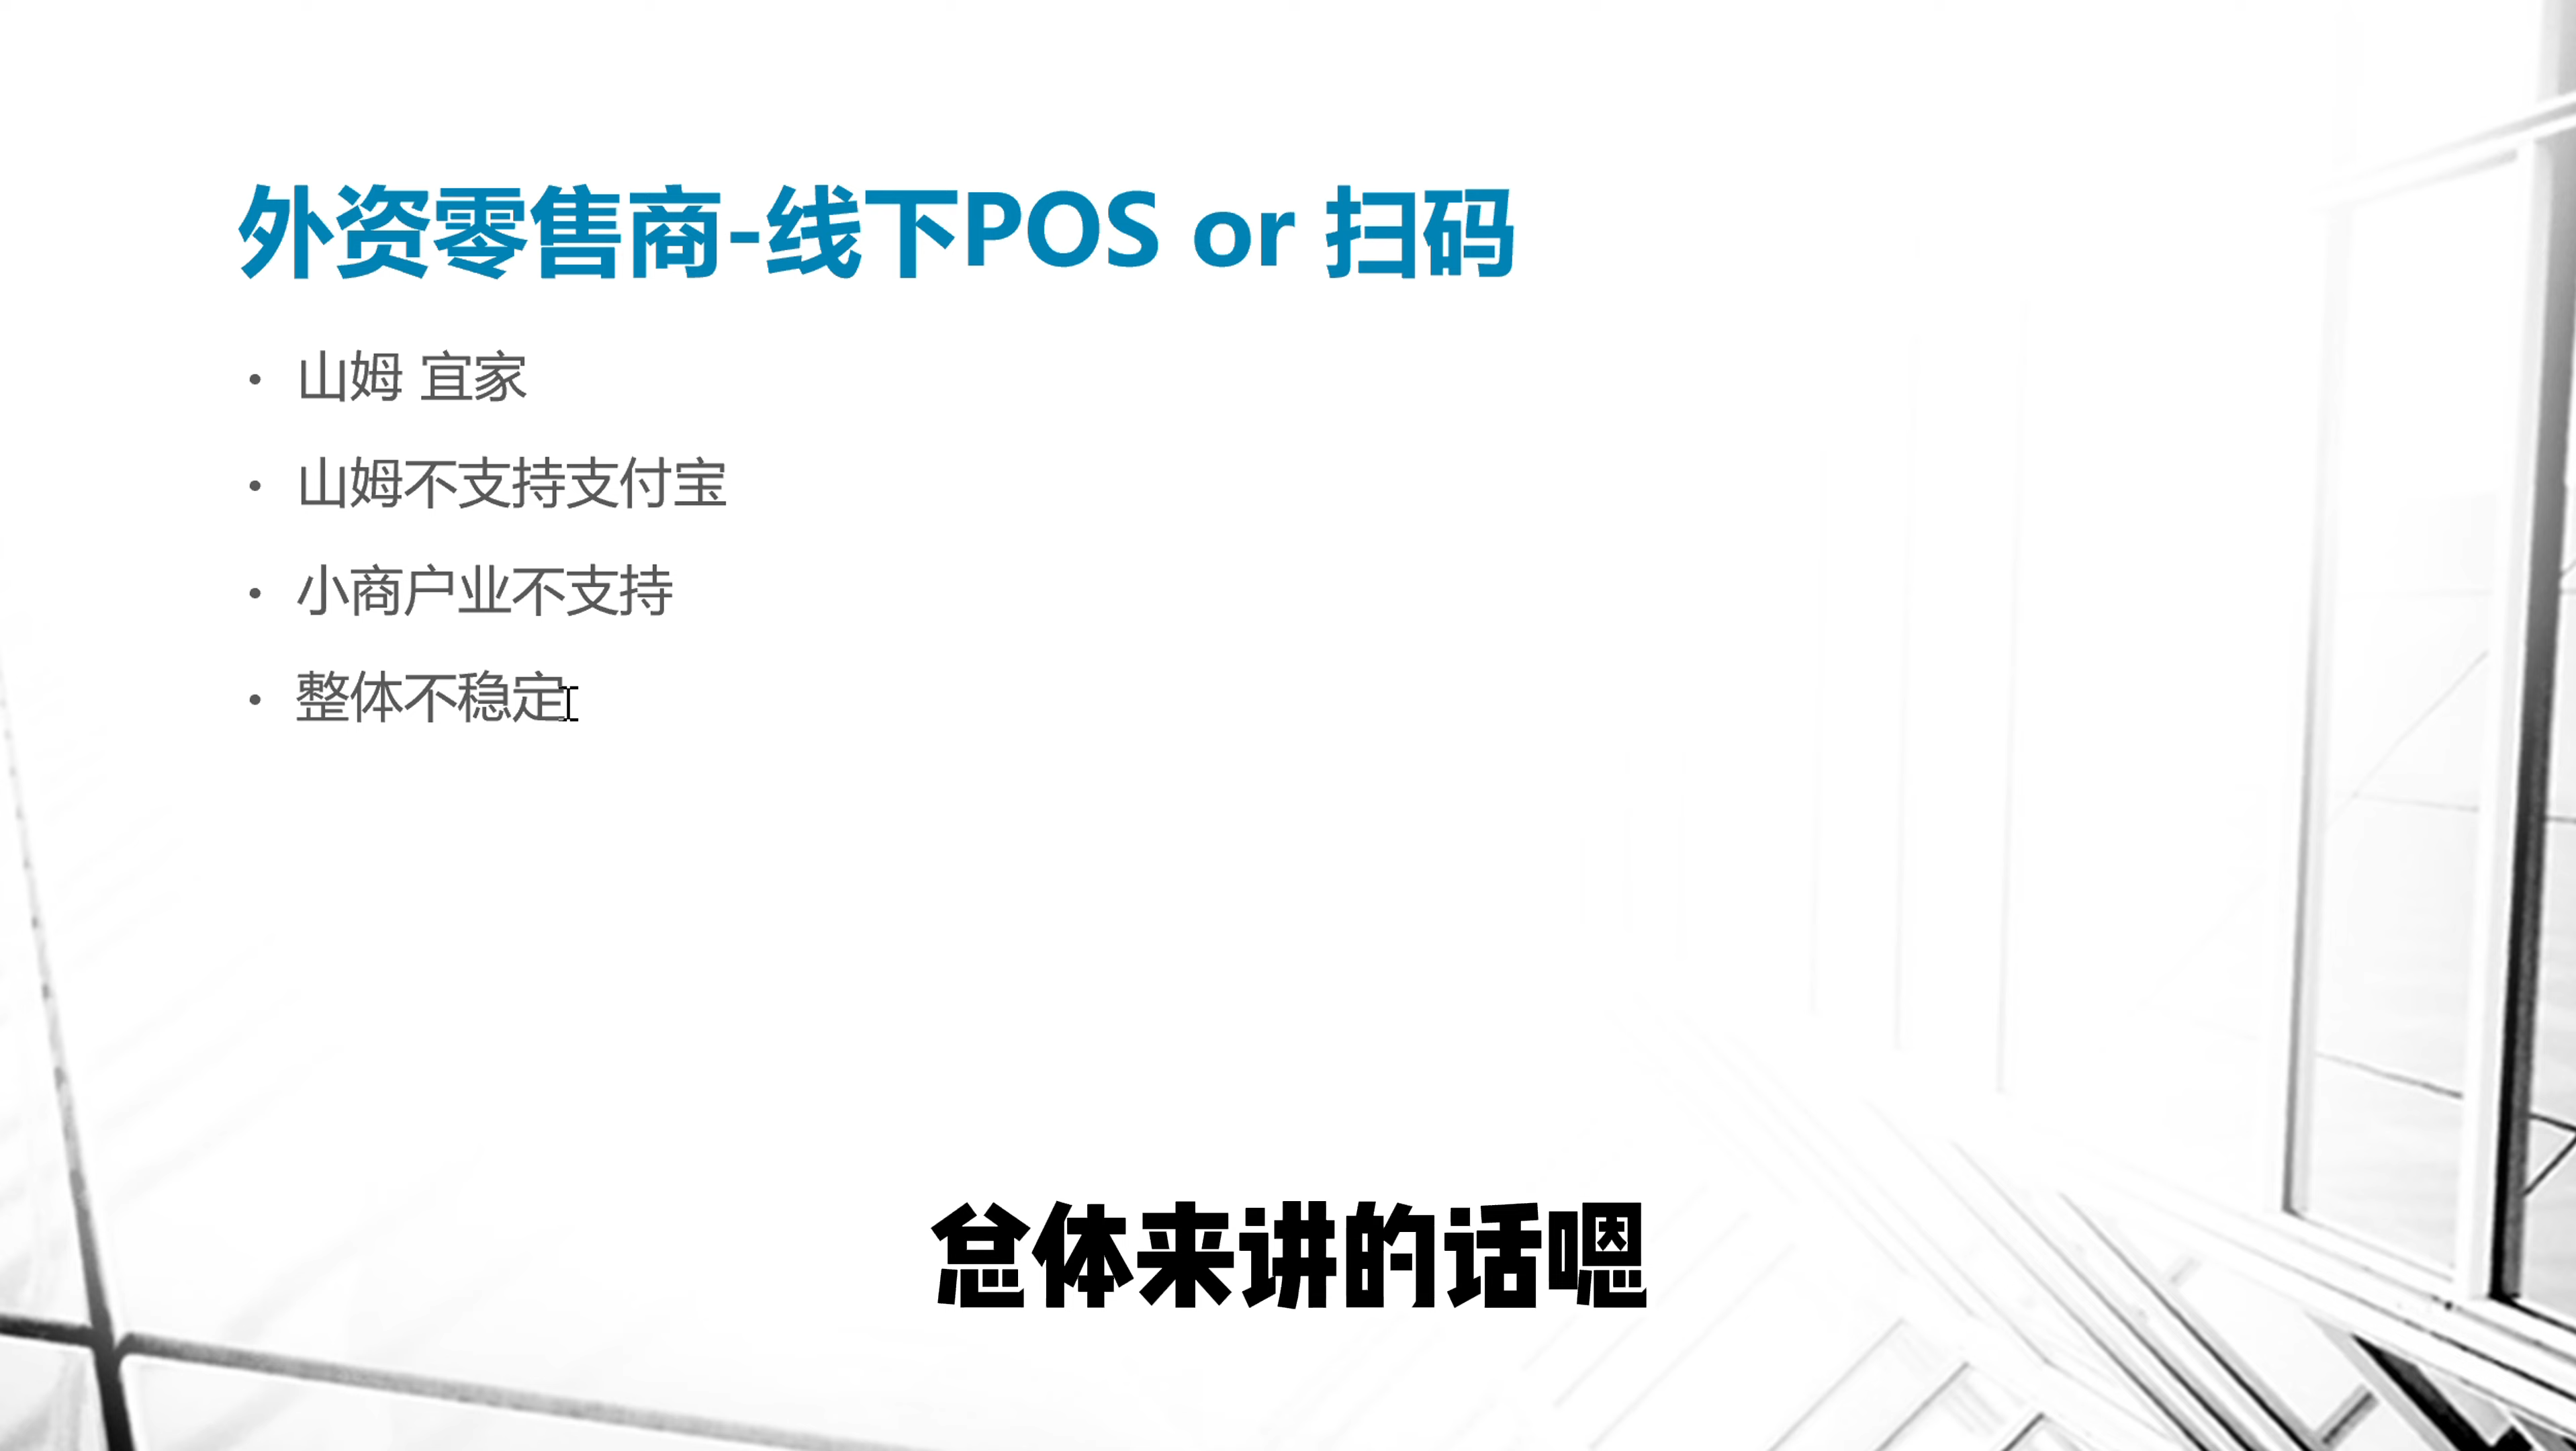 外资零售商-线下POS or 扫码
• 山姆 宜家
• 山姆不支持支付宝
• 小商户业不支持
• 整体不稳定
总体来讲的话嗯